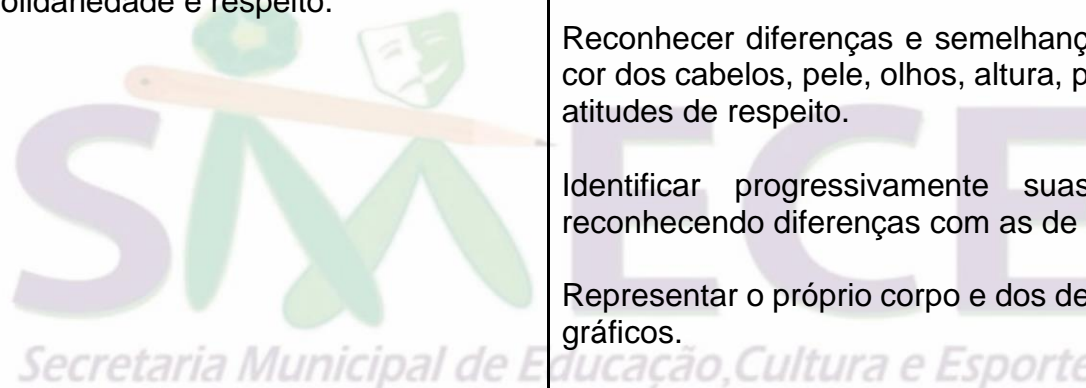 olidariedade e respeito.
Reconhecer diferenças e semelhanç
cor dos cabelos, pele, olhos, altura, p
atitudes de respeito.
Identificar progressivamente suas
reconhecendo diferenças com as de
Representar o próprio corpo e dos de
gráficos.
SMECE
Secretaria Municipal de Educação,Cultura e Esporte